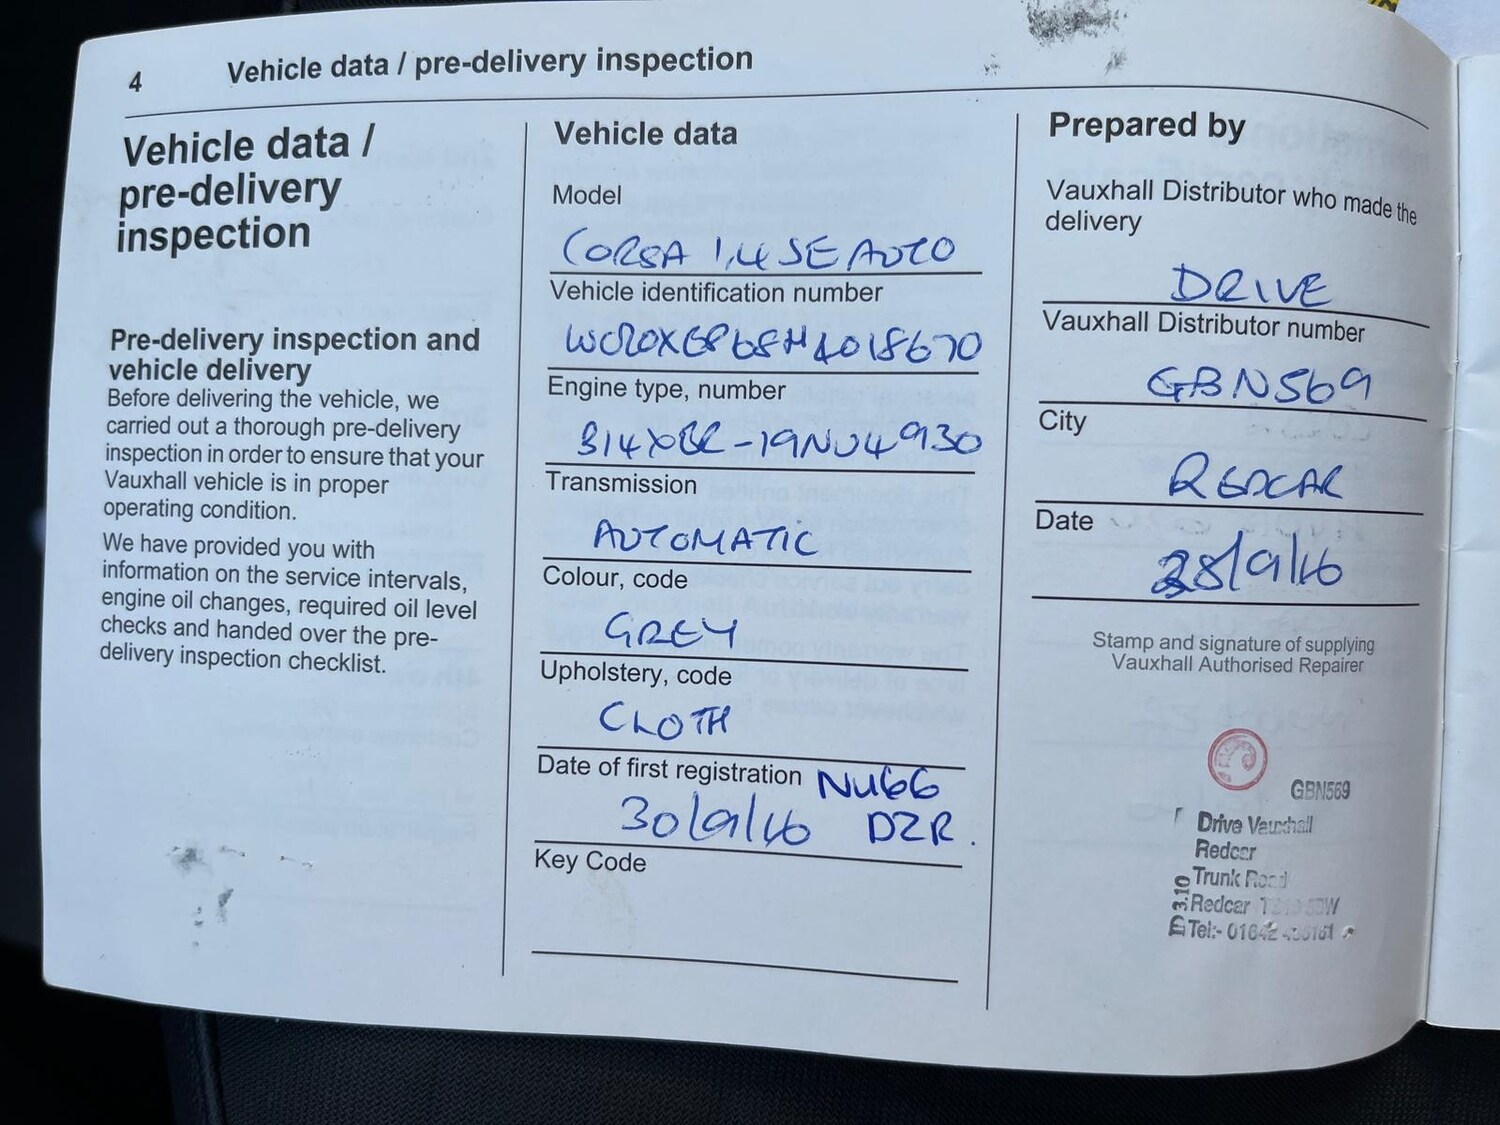 4
Vehicle data / pre-delivery inspection
Vehicle data /
pre-delivery
inspection
Pre-delivery inspection and
vehicle delivery
Before delivering the vehicle, we
carried out a thorough pre-delivery
inspection in order to ensure that your
Vauxhall vehicle is in proper
operating condition.
We have provided you with
information on the service intervals,
engine oil changes, required oil level
checks and handed over the pre-
delivery inspection checklist.
Vehicle data
Model
CORSA 1,4 SE AUTO
Vehicle identification number
Engine type, number
B14XER-19NU4930
Transmission
AUTOMATIC
Colour, code
GREY
Upholstery, code
CLOTH
Date of first registration NU66
30/9/16 DZR.
Key Code
Prepared by
Vauxhall Distributor who made the
delivery
DRIVE
Vauxhall Distributor number
GBN569
City
REDCAR
Date
28/9/16
Stamp and signature of supplying
Vauxhall Authorised Repairer
GBN569
Drive Vauxhall
Redcar
Trunk Road
Redcar
Tel:- 01642